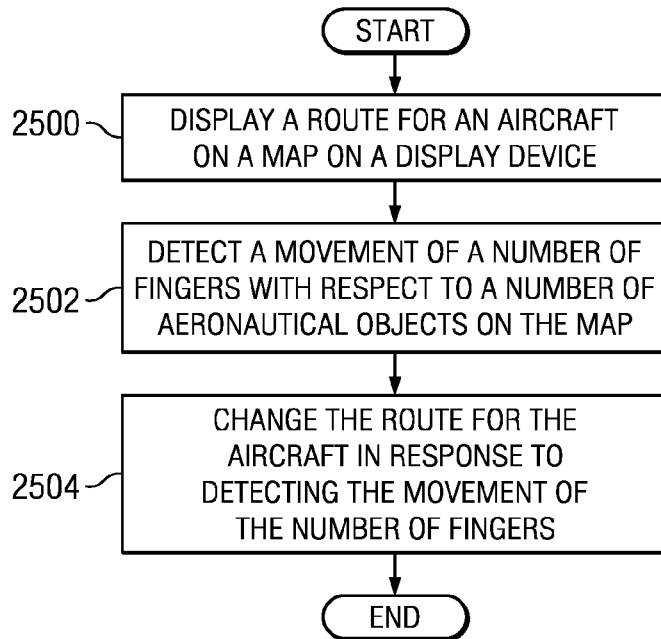 START
2500
DISPLAY A ROUTE FOR AN AIRCRAFT
ON A MAP ON A DISPLAY DEVICE
2502
DETECT A MOVEMENT OF A NUMBER OF
FINGERS WITH RESPECT TO A NUMBER OF
AERONAUTICAL OBJECTS ON THE MAP
2504
CHANGE THE ROUTE FOR THE
AIRCRAFT IN RESPONSE TO
DETECTING THE MOVEMENT OF
THE NUMBER OF FINGERS
END